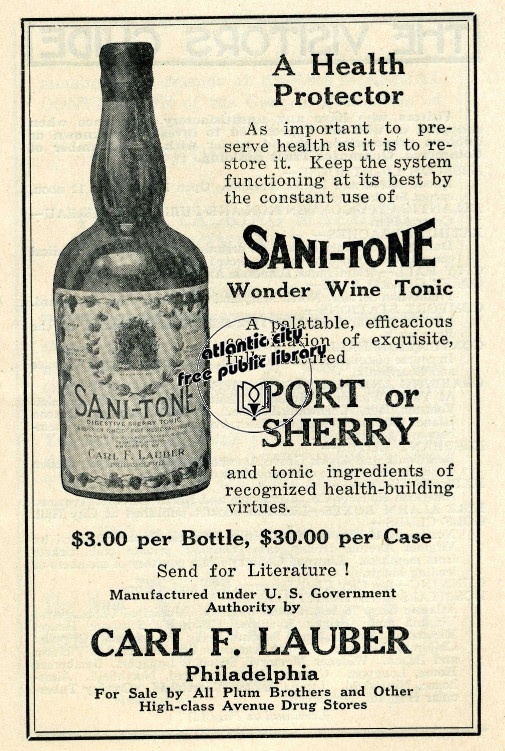 A Health
Protector
As important to pre-
serve health as it is to re-
store it. Keep the system
functioning at its best by
the constant use of
SANI-TONE
Wonder Wine Tonic
A palatable, efficacious
of exquisite,
atlantic city
free public library
PORT or
SHERRY
and tonic ingredients of
recognized health-building
virtues.
SANI-TONE
DIGESTIVE SHERRY TONIC
CARL F. LAUBER
PHILADELPHIA
$3.00 per Bottle, $30.00 per Case
Send for Literature !
Manufactured under U. S. Government
Authority by
CARL F. LAUBER
Philadelphia
For Sale by All Plum Brothers and Other
High-class Avenue Drug Stores